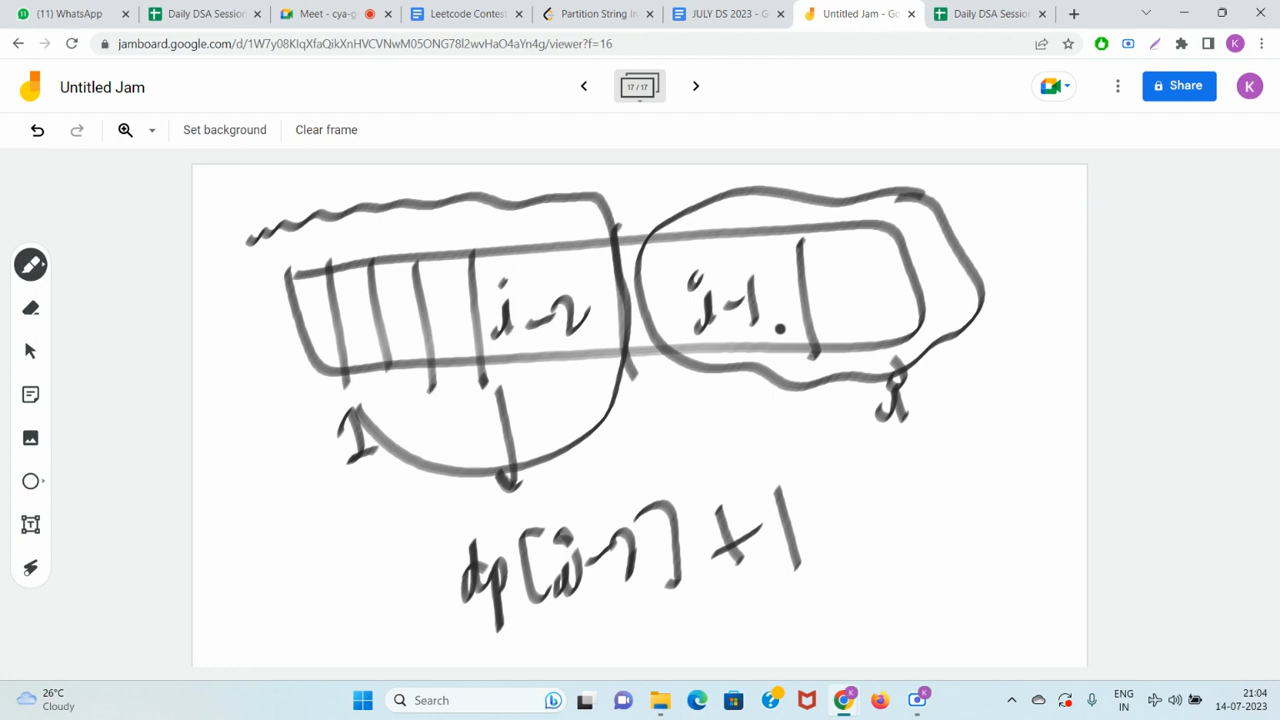 (11) WhatsApp
Daily DSA Session
Meet - cya-g
Leetcode Contest
Partition String In
JULY DS 2023 - G
Untitled Jam - Go
Daily DSA Session
jamboard.google.com/d/1W7y08KIqXfaQikXnHVCVNwM05ONG78I2wvHaO4aYn4g/viewer?f=16
K
Untitled Jam
17 / 17
Share
K
Set background
Clear frame
i-2
i-1
1
i
dp[i-2] + 1
26°C
Cloudy
Search
ENG
IN
21:04
14-07-2023